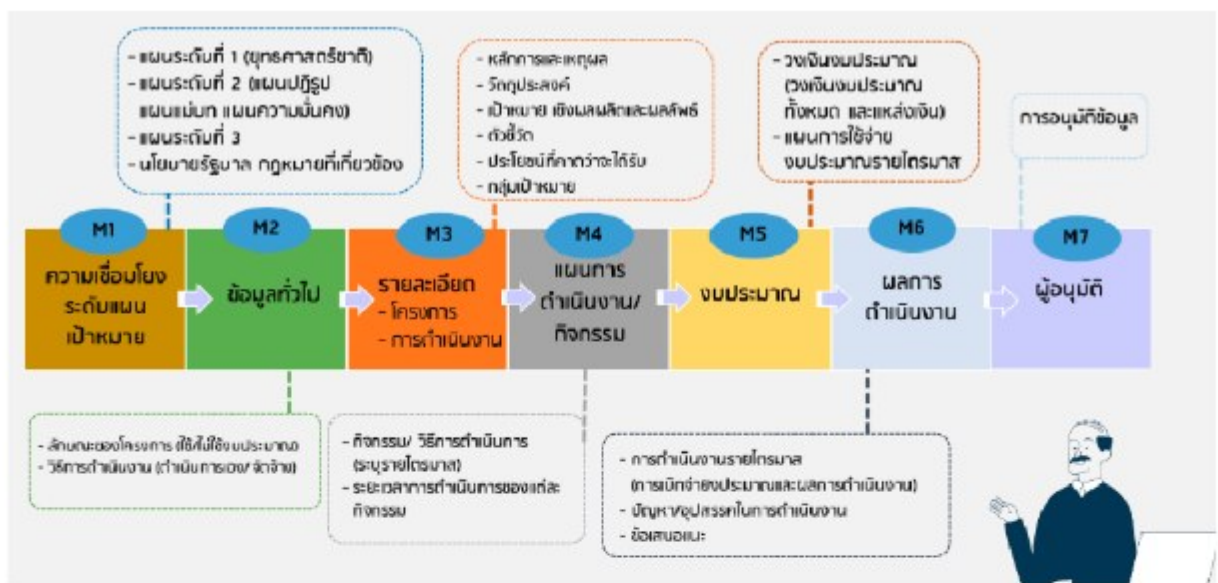 - แผนระดับที่ 1 (ยุทธศาสตร์ชาติ)
- แผนระดับที่ 2 (แผนปฏิรูป
แผนแม่บท แผนความมั่นคง)
- แผนระดับที่ 3
- นโยบายรัฐบาล กฎหมายที่เกี่ยวข้อง
- หลักการและเหตุผล
- วัตถุประสงค์
- เป้าหมาย เชิงผลผลิตและผลลัพธ์
- ตัวชี้วัด
- ประโยชน์ที่คาดว่าจะได้รับ
- กลุ่มเป้าหมาย
- วงเงินงบประมาณ
(วงเงินงบประมาณ
ทั้งหมด และแหล่งเงิน)
- แผนการใช้จ่าย
งบประมาณรายไตรมาส
การอนุมัติข้อมูล
M1
ความเชื่อมโยง
ระดับแผน
เป้าหมาย
M2
ข้อมูลทั่วไป
M3
รายละเอียด
- โครงการ
- การดำเนินงาน
M4
แผนการ
ดำเนินงาน/
กิจกรรม
M5
งบประมาณ
M6
ผลการ
ดำเนินงาน
M7
ผู้อนุมัติ
- ลักษณะของโครงการ (ใช้/ไม่ใช้งบประมาณ)
- วิธีการดำเนินงาน (ดำเนินการเอง/ จัดจ้าง)
- กิจกรรม/ วิธีการดำเนินการ
(ระบุรายไตรมาส)
- ระยะเวลาการดำเนินการของแต่ละ
กิจกรรม
- การดำเนินงานรายไตรมาส
(การเบิกจ่ายงบประมาณและผลการดำเนินงาน)
- ปัญหา/อุปสรรคในการดำเนินงาน
- ข้อเสนอแนะ